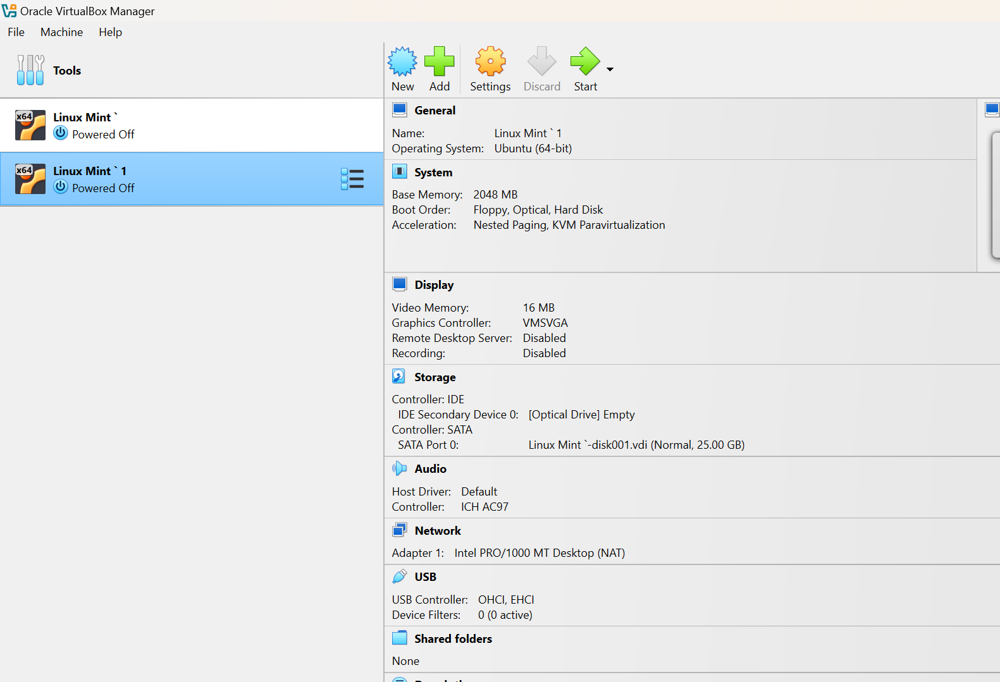 Oracle VirtualBox Manager
File Machine Help
Tools
New Add Settings Discard Start
x64 Linux Mint `
Powered Off
x64 Linux Mint ` 1
Powered Off
General
Name: Linux Mint ` 1
Operating System: Ubuntu (64-bit)
System
Base Memory: 2048 MB
Boot Order: Floppy, Optical, Hard Disk
Acceleration: Nested Paging, KVM Paravirtualization
Display
Video Memory: 16 MB
Graphics Controller: VMSVGA
Remote Desktop Server: Disabled
Recording: Disabled
Storage
Controller: IDE
IDE Secondary Device 0: [Optical Drive] Empty
Controller: SATA
SATA Port 0: Linux Mint `-disk001.vdi (Normal, 25.00 GB)
Audio
Host Driver: Default
Controller: ICH AC97
Network
Adapter 1: Intel PRO/1000 MT Desktop (NAT)
USB
USB Controller: OHCI, EHCI
Device Filters: 0 (0 active)
Shared folders
None